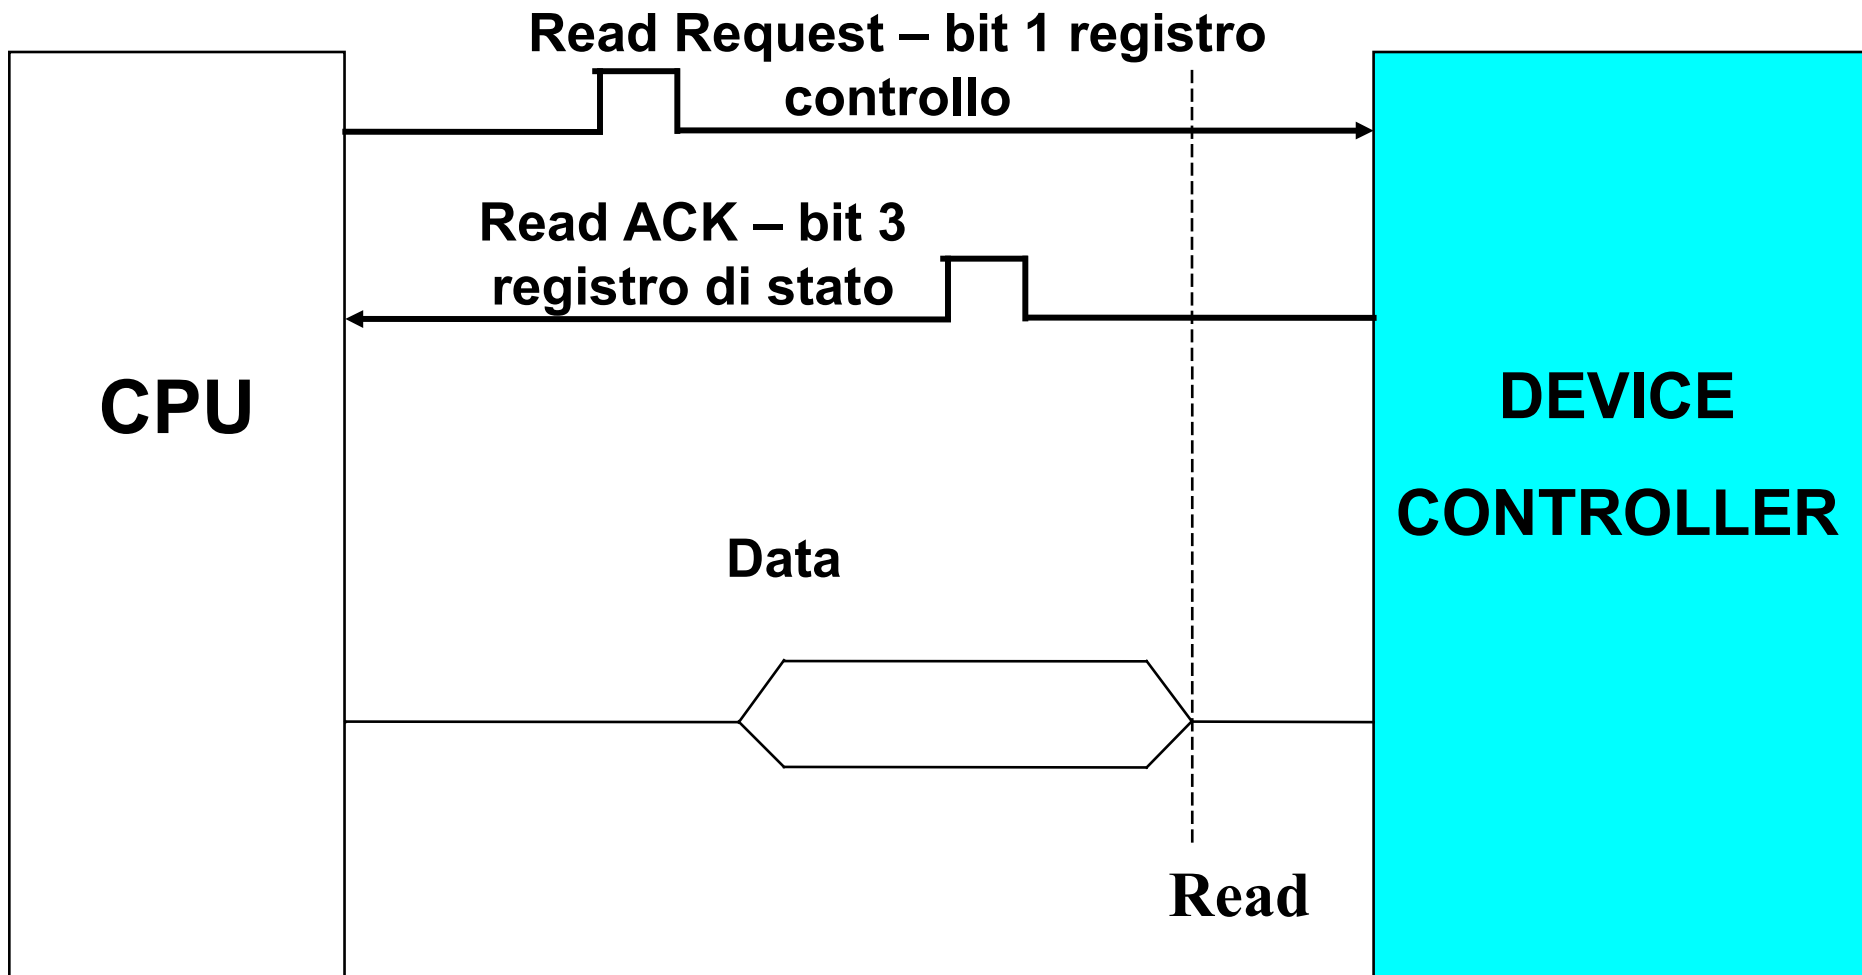 Read Request – bit 1 registro
controllo
Read ACK – bit 3
registro di stato
CPU
DEVICE
CONTROLLER
Data
Read